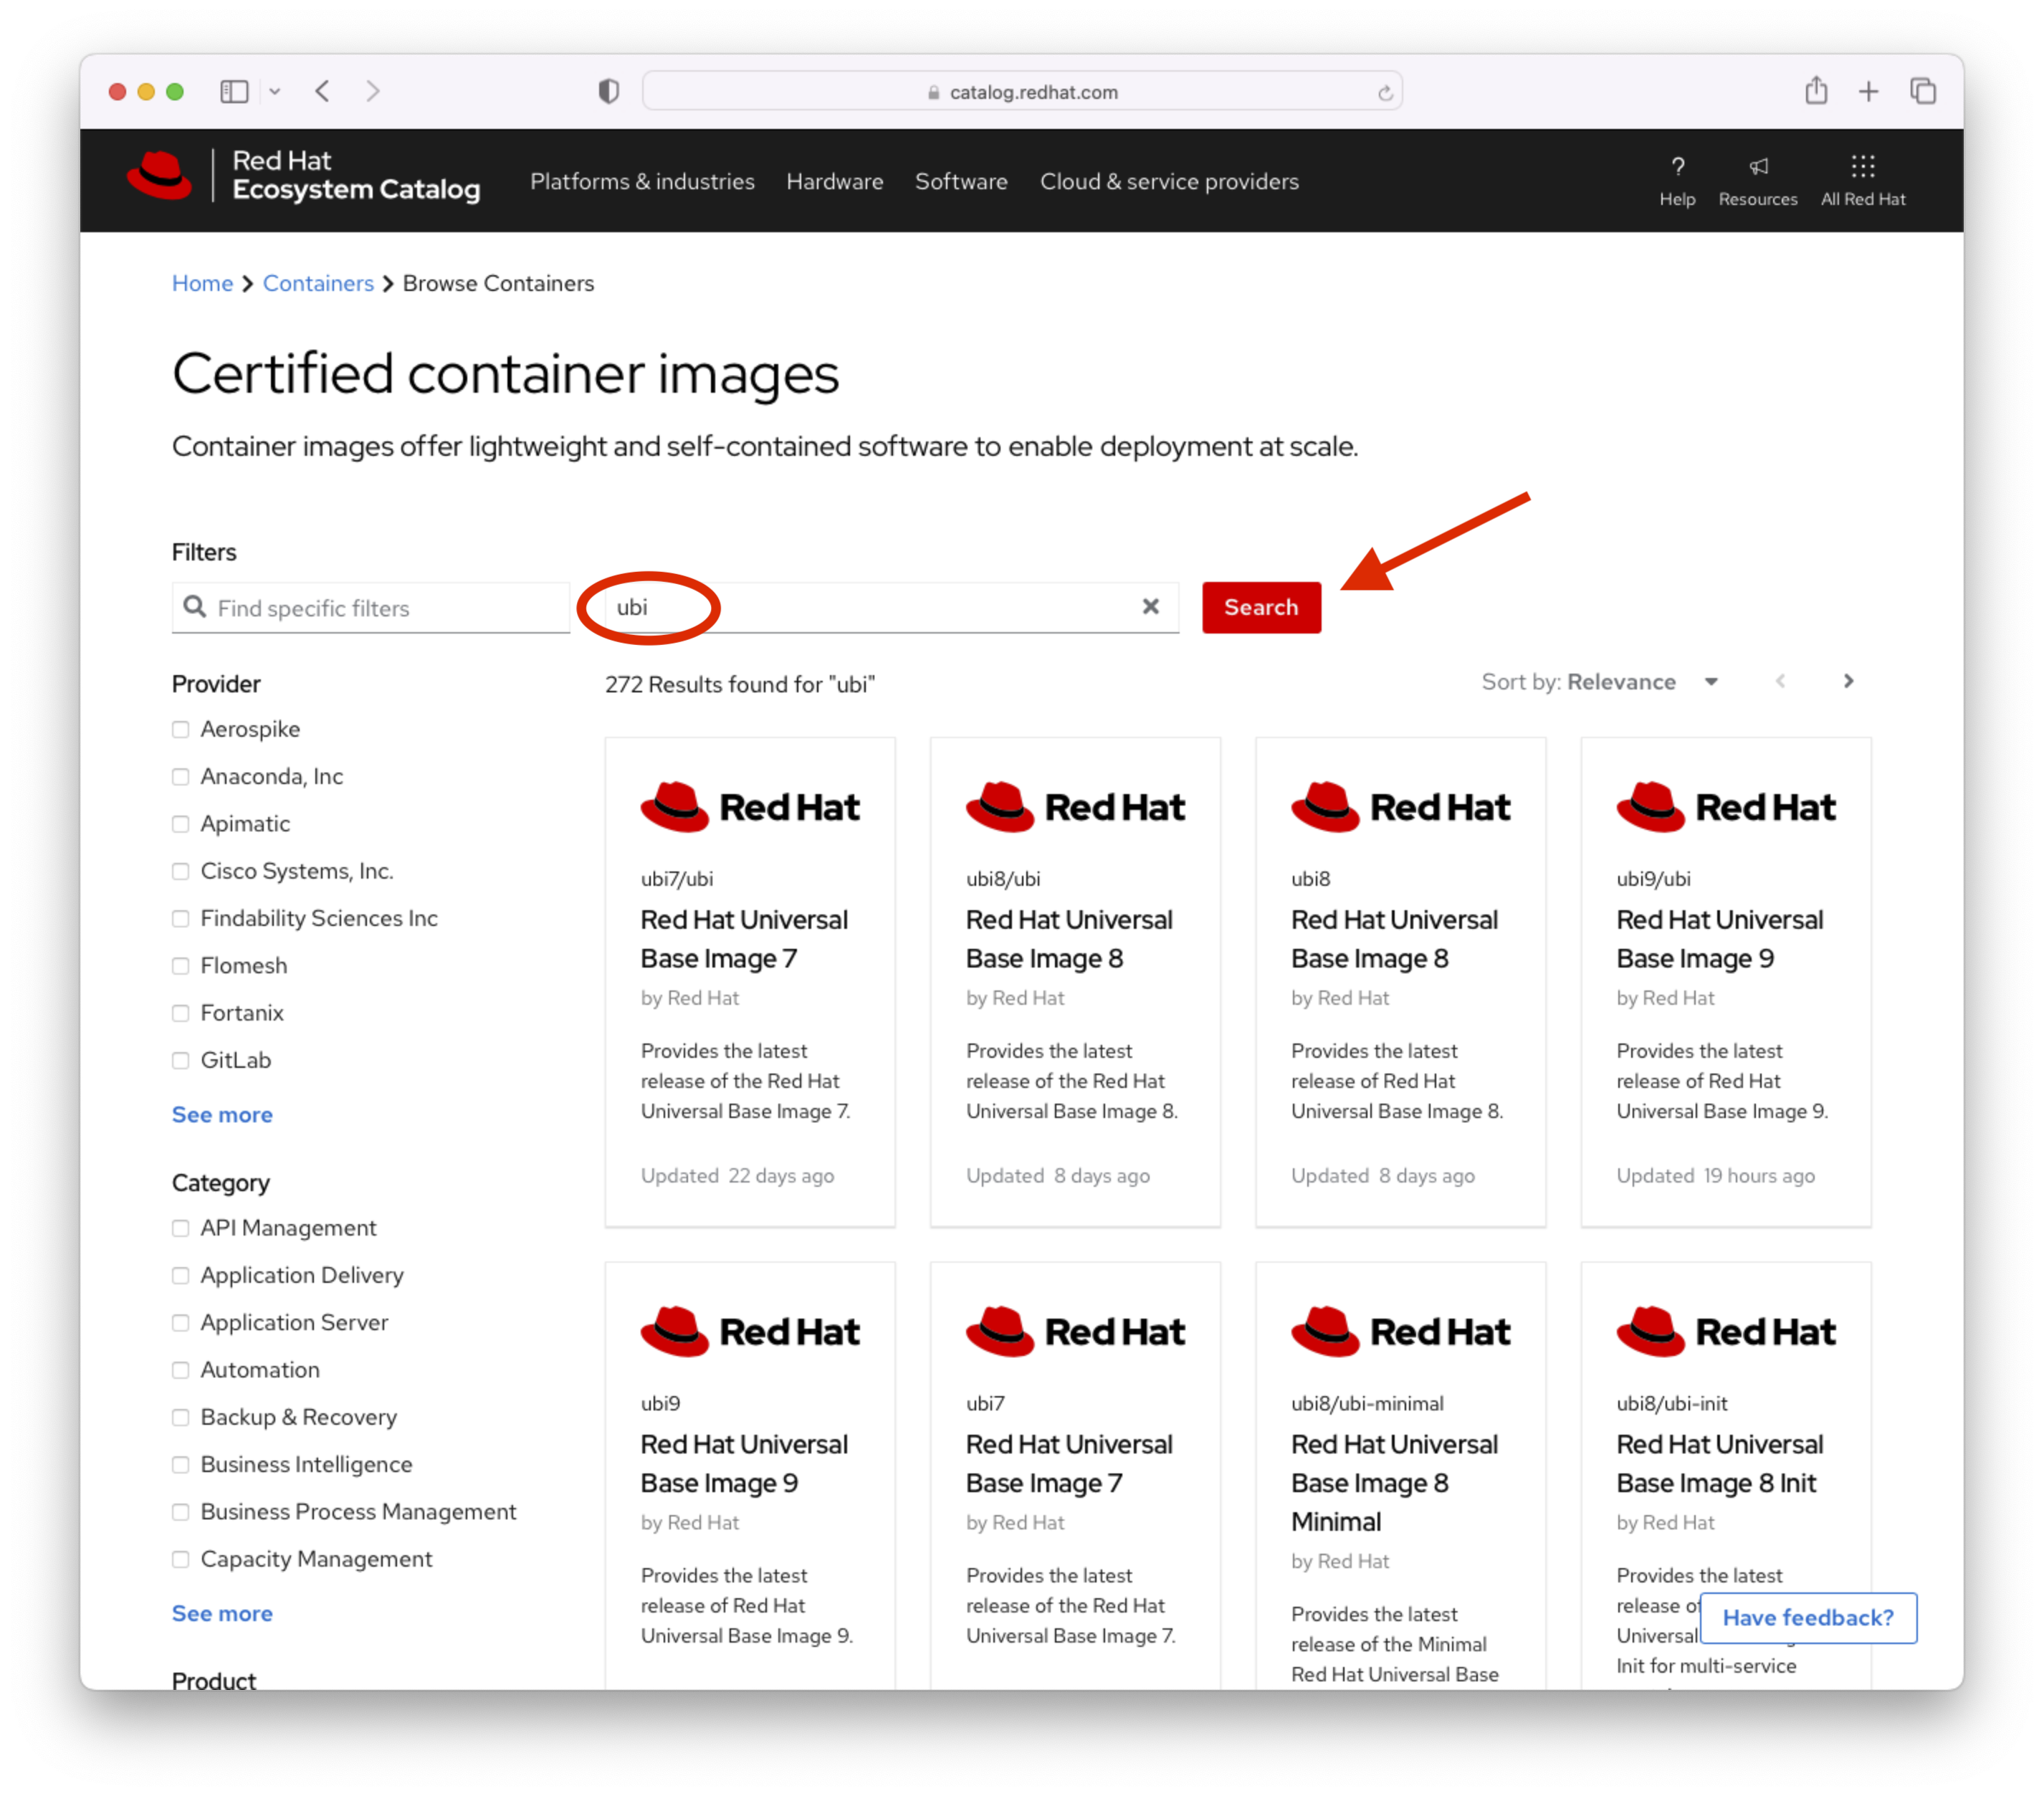 catalog.redhat.com
Red Hat
Ecosystem Catalog
Platforms & industries
Hardware
Software
Cloud & service providers
?
Help
Resources
All Red Hat
Home > Containers > Browse Containers
Certified container images
Container images offer lightweight and self-contained software to enable deployment at scale.
Filters
Find specific filters
ubi
Search
Provider
Aerospike
Anaconda, Inc
Apimatic
Cisco Systems, Inc.
Findability Sciences Inc
Flomesh
Fortanix
GitLab
See more
Category
API Management
Application Delivery
Application Server
Automation
Backup & Recovery
Business Intelligence
Business Process Management
Capacity Management
See more
Product
272 Results found for "ubi"
Sort by: Relevance
Red Hat
ubi7/ubi
Red Hat Universal
Base Image 7
by Red Hat
Provides the latest
release of the Red Hat
Universal Base Image 7.
Updated 22 days ago
Red Hat
ubi8/ubi
Red Hat Universal
Base Image 8
by Red Hat
Provides the latest
release of the Red Hat
Universal Base Image 8.
Updated 8 days ago
Red Hat
ubi8
Red Hat Universal
Base Image 8
by Red Hat
Provides the latest
release of Red Hat
Universal Base Image 8.
Updated 8 days ago
Red Hat
ubi9/ubi
Red Hat Universal
Base Image 9
by Red Hat
Provides the latest
release of Red Hat
Universal Base Image 9.
Updated 19 hours ago
Red Hat
ubi9
Red Hat Universal
Base Image 9
by Red Hat
Provides the latest
release of Red Hat
Universal Base Image 9.
Red Hat
ubi7
Red Hat Universal
Base Image 7
by Red Hat
Provides the latest
release of the Red Hat
Universal Base Image 7.
Red Hat
ubi8/ubi-minimal
Red Hat Universal
Base Image 8
Minimal
by Red Hat
Provides the latest
release of the Minimal
Red Hat Universal Base
Red Hat
ubi8/ubi-init
Red Hat Universal
Base Image 8 Init
by Red Hat
Provides the latest
release of
Universal
Init for multi-service
Have feedback?